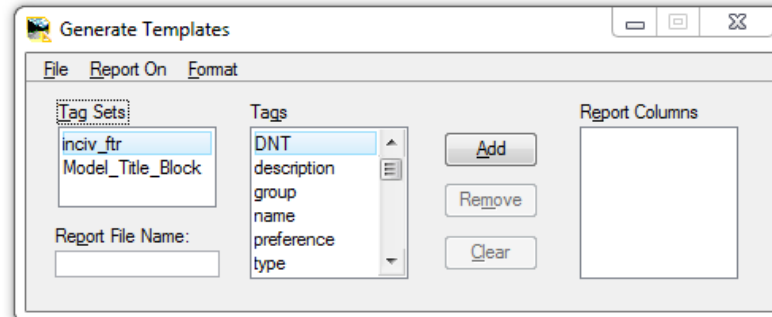 Generate Templates
File Report On Format
Tag Sets
inciv_ftr
Model_Title_Block
Report File Name:
Tags
DNT
description
group
name
preference
type
Add
Remove
Clear
Report Columns